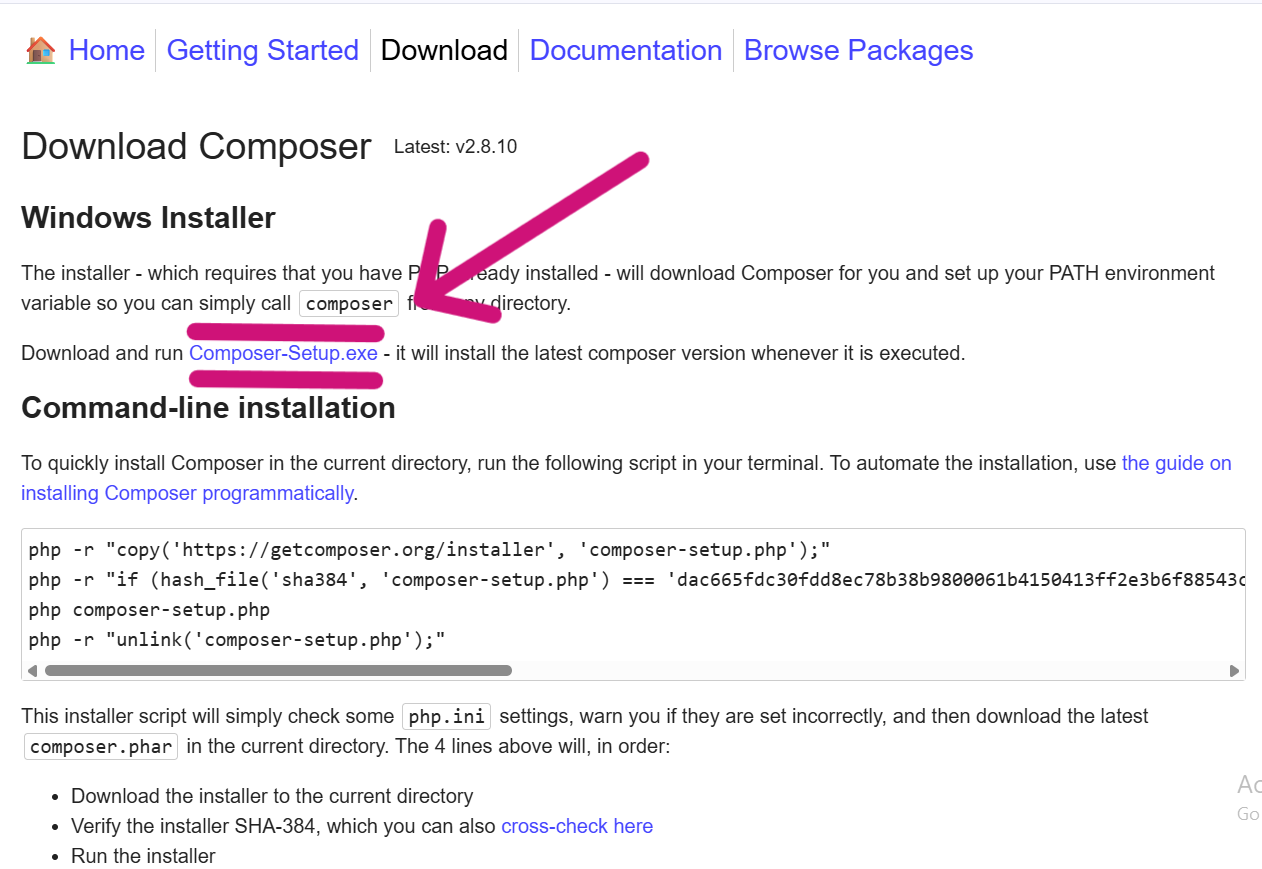 Home Getting Started Download Documentation Browse Packages
Download Composer Latest: v2.8.10
Windows Installer
The installer - which requires that you have PHP already installed - will download Composer for you and set up your PATH environment
variable so you can simply call composer from any directory.
Download and run Composer-Setup.exe - it will install the latest composer version whenever it is executed.
Command-line installation
To quickly install Composer in the current directory, run the following script in your terminal. To automate the installation, use the guide on
installing Composer programmatically.
php -r "copy('https://getcomposer.org/installer', 'composer-setup.php');"
php -r "if (hash_file('sha384', 'composer-setup.php') === 'dac665fdc30fdd8ec78b38b9800061b4150413ff2e3b6f88543c
php composer-setup.php
php -r "unlink('composer-setup.php');"
This installer script will simply check some php.ini settings, warn you if they are set incorrectly, and then download the latest
composer.phar in the current directory. The 4 lines above will, in order:
• Download the installer to the current directory
• Verify the installer SHA-384, which you can also cross-check here
• Run the installer
Ac
Go